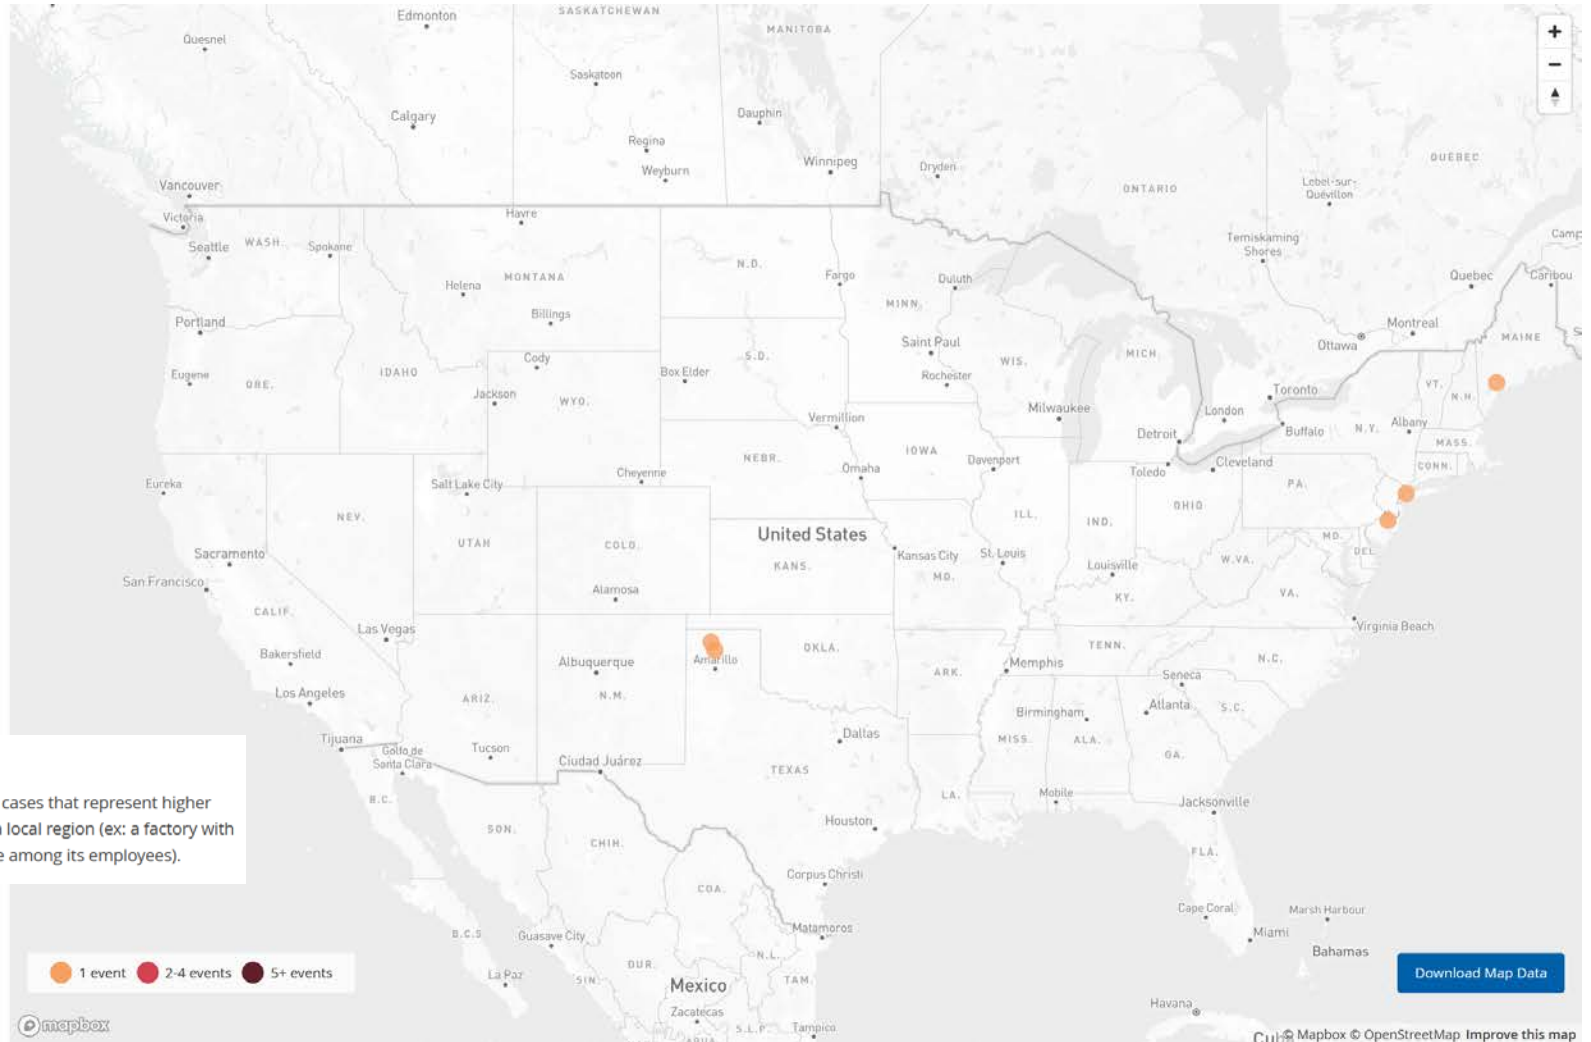 SASKATCHEWAN
Edmonton
MANITOBA
Quesnel
Saskatoon
Calgary
Dauphin
Regina
Weyburn
Winnipeg
Dryden
QUEBEC
ONTARIO
Lebel-sur-
Quévillon
Vancouver
Victoria
Havre
Seattle
WASH.
Spokane
Temiskaming
Shores
Camp
N.D.
Fargo
Duluth
Quebec
Caribou
MONTANA
Helena
Billings
MINN.
Portland
Montreal
Ottawa
MAINE
Saint Paul
WIS.
MICH.
Cody
S.D.
Eugene
ORE.
IDAHO
Box Elder
Rochester
Toronto
VT.
N.H.
Jackson
WYO.
Milwaukee
London
Vermillion
Detroit
Buffalo
N.Y.
Albany
MASS.
IOWA
NEBR.
Omaha
Davenport
Toledo
Cleveland
CONN.
Cheyenne
Eureka
Salt Lake City
PA.
NEV.
ILL.
IND.
OHIO
United States
UTAH
COLO.
MD.
DEL.
Sacramento
Kansas City
St. Louis
W.VA.
KANS.
Louisville
San Francisco
MO.
Alamosa
KY.
VA.
CALIF.
Las Vegas
Virginia Beach
Bakersfield
Albuquerque
Amarillo
OKLA.
TENN.
Memphis
N.C.
ARK.
Seneca
Los Angeles
ARIZ.
N.M.
Atlanta
S.C.
Birmingham
Tijuana
Tucson
Dallas
MISS.
ALA.
Golfo de
Santa Clara
Ciudad Juárez
GA.
TEXAS
B.C.
LA.
Mobile
Jacksonville
cases that represent higher
local region (ex: a factory with
among its employees).
SON.
CHIH.
Houston
FLA.
Corpus Christi
COA.
Cape Coral
Marsh Harbour
B.C.S
Guasave City
Matamoros
Miami
N.L.
Bahamas
DUR.
1 event
2-4 events
5+ events
La Paz
SIN.
Mexico
TAM.
Download Map Data
Zacatecas
Havana
mapbox
S.L.P.
Tampico
© Mapbox © OpenStreetMap Improve this map